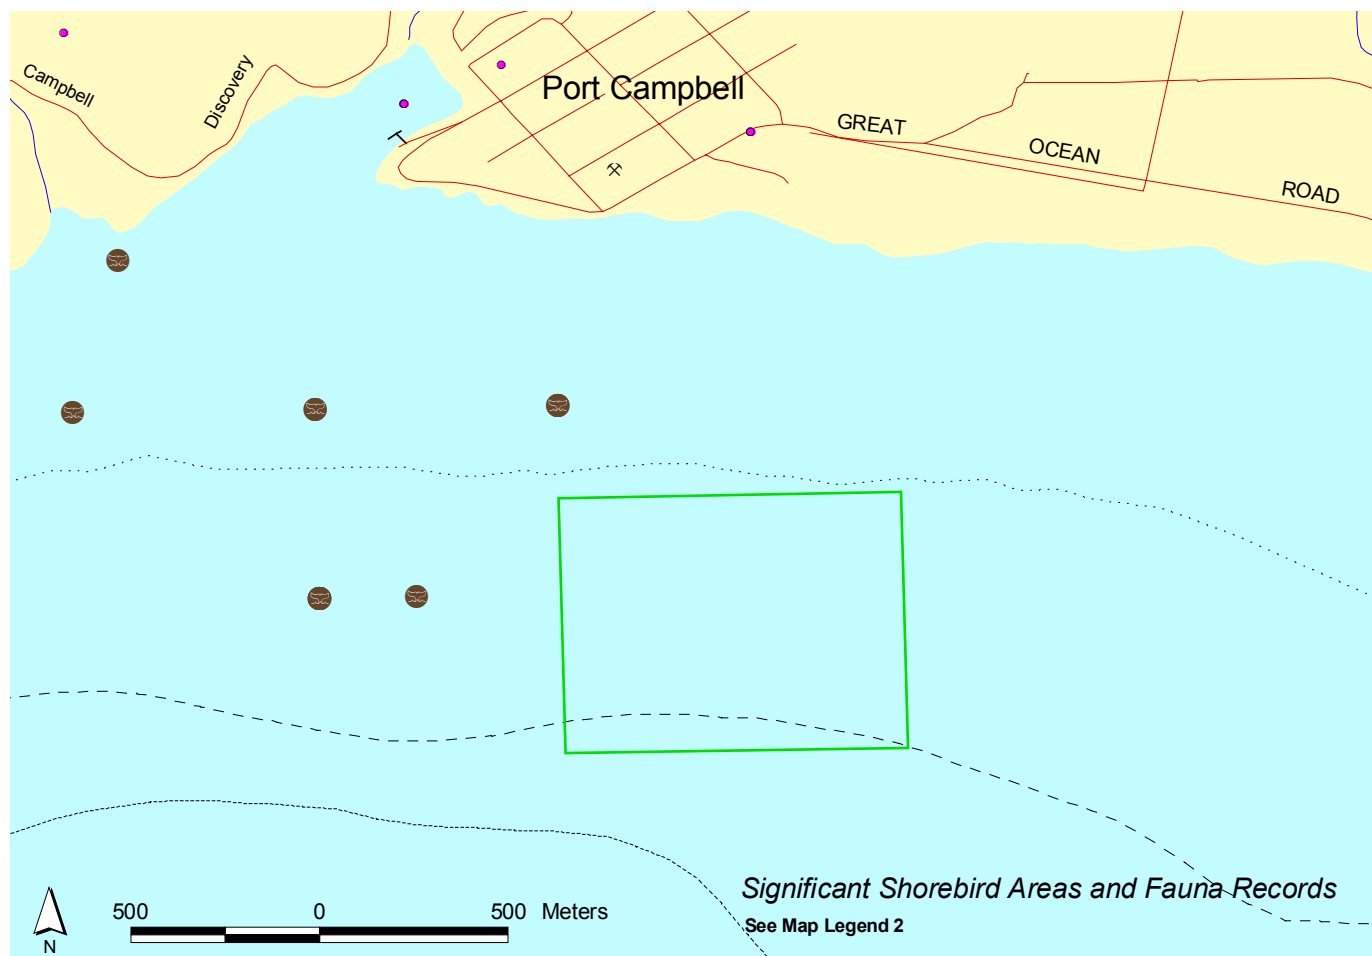 Port Campbell
Campbell
Discovery
GREAT
OCEAN
ROAD
Significant Shorebird Areas and Fauna Records
See Map Legend 2
500 0 500 Meters
N